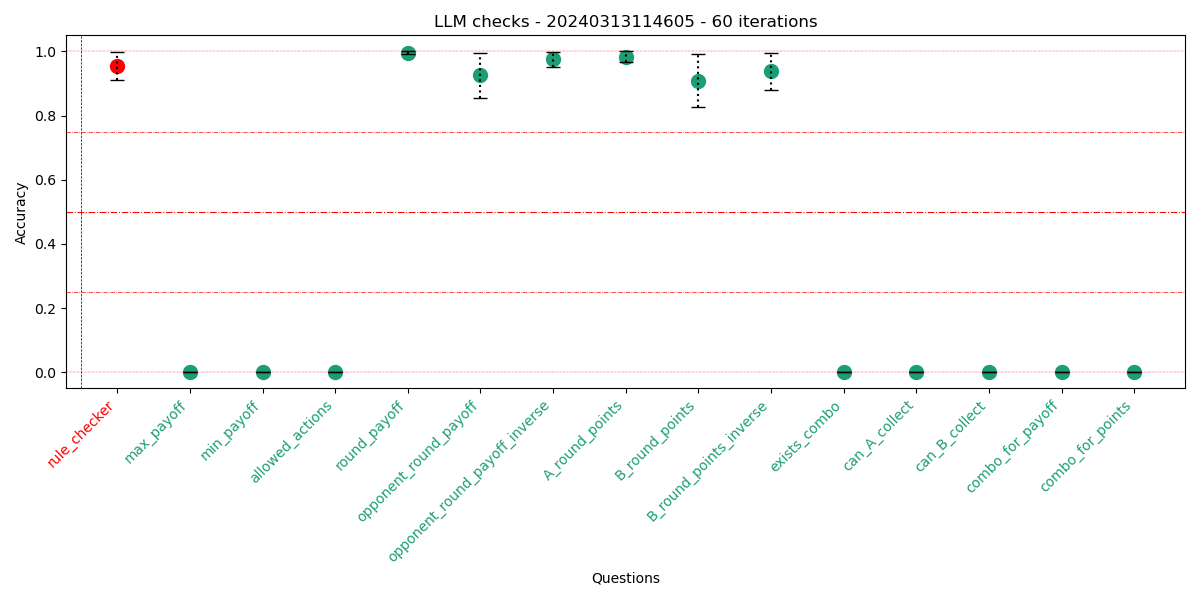 LLM checks - 20240313114605 - 60 iterations
Accuracy
1.0
0.8
0.6
0.4
0.2
0.0
rule_checker
max_payoff
min_payoff
allowed_actions
round_payoff
opponent_round_payoff
opponent_round_payoff_inverse
A_round_points
B_round_points
B_round_points_inverse
exists_combo
can_A_collect
can_B_collect
combo_for_payoff
combo_for_points
Questions